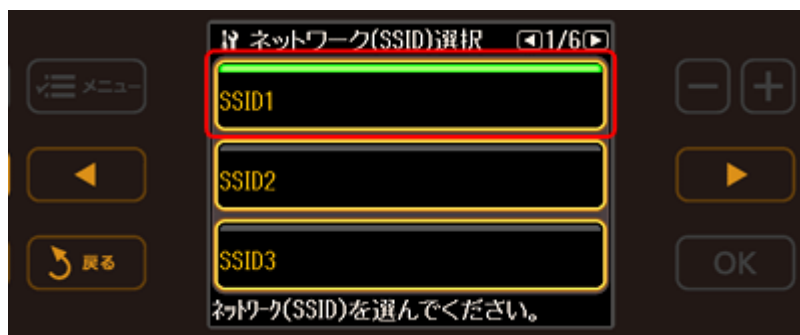 ネットワーク(SSID)選択 1/6
メニュー
SSID1
SSID2
戻る
SSID3
OK
ネットワーク(SSID)を選んでください。